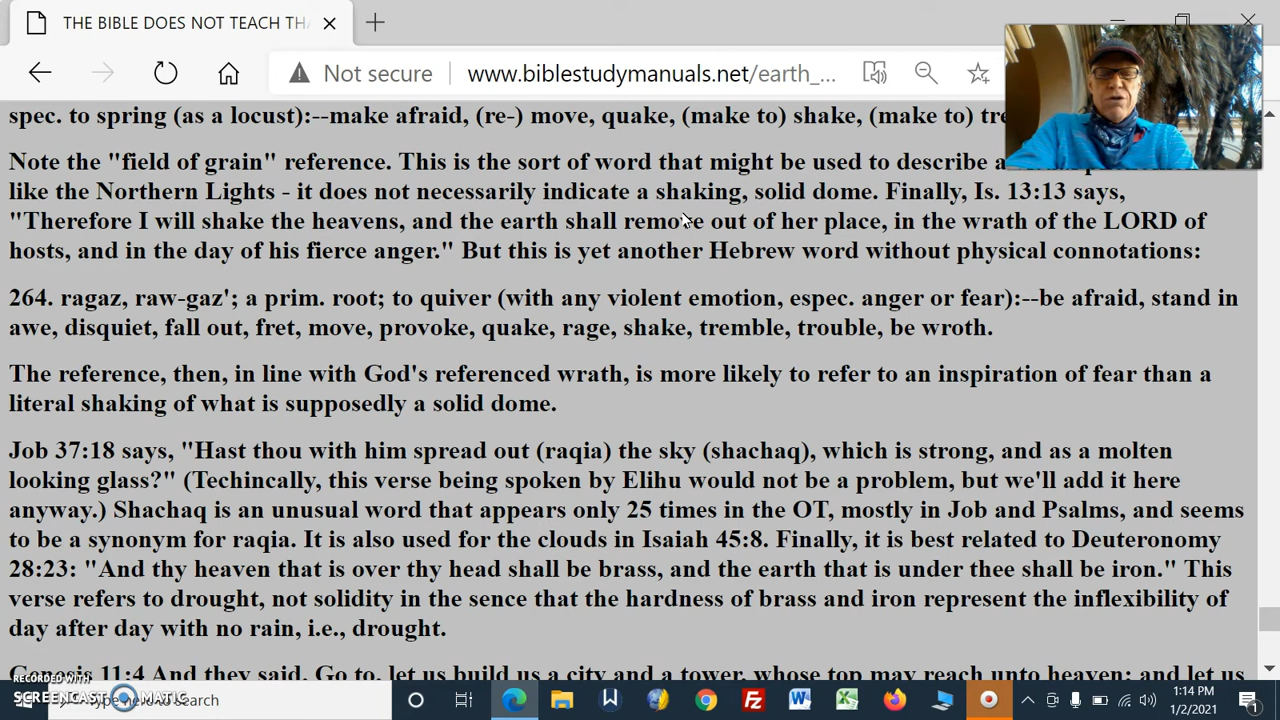 THE BIBLE DOES NOT TEACH THA
Not secure
www.biblestudymanuals.net/earth_...
spec. to spring (as a locust):--make afraid, (re-) move, quake, (make to) shake, (make to) tre
Note the "field of grain" reference. This is the sort of word that might be used to describe a
like the Northern Lights - it does not necessarily indicate a shaking, solid dome. Finally, Is. 13:13 says,
"Therefore I will shake the heavens, and the earth shall remove out of her place, in the wrath of the LORD of
hosts, and in the day of his fierce anger." But this is yet another Hebrew word without physical connotations:
264. ragaz, raw-gaz'; a prim. root; to quiver (with any violent emotion, espec. anger or fear):--be afraid, stand in
awe, disquiet, fall out, fret, move, provoke, quake, rage, shake, tremble, trouble, be wroth.
The reference, then, in line with God's referenced wrath, is more likely to refer to an inspiration of fear than a
literal shaking of what is supposedly a solid dome.
Job 37:18 says, "Hast thou with him spread out (raqia) the sky (shachaq), which is strong, and as a molten
looking glass?" (Techincally, this verse being spoken by Elihu would not be a problem, but we'll add it here
anyway.) Shachaq is an unusual word that appears only 25 times in the OT, mostly in Job and Psalms, and seems
to be a synonym for raqia. It is also used for the clouds in Isaiah 45:8. Finally, it is best related to Deuteronomy
28:23: "And thy heaven that is over thy head shall be brass, and the earth that is under thee shall be iron." This
verse refers to drought, not solidity in the sence that the hardness of brass and iron represent the inflexibility of
day after day with no rain, i.e., drought.
Genesis 11:4 And they said, Go to, let us build us a city and a tower, whose top may reach unto heaven; and let us
RECORDED WITH
SCREENCAST MATIC
Type here to search
1:14 PM
1/2/2021
1